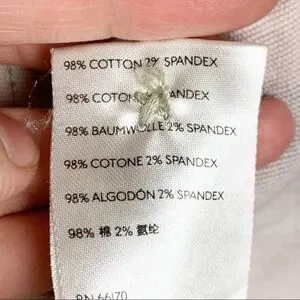 98% COTTON 2% SPANDEX
98% COTON SPANDEX
98% BAUMWOLLE 2% SPANDEX
98% COTONE 2% SPANDEX
98% ALGODÓN 2% SPANDEX
98% 棉 2% 氨纶
RN 66170